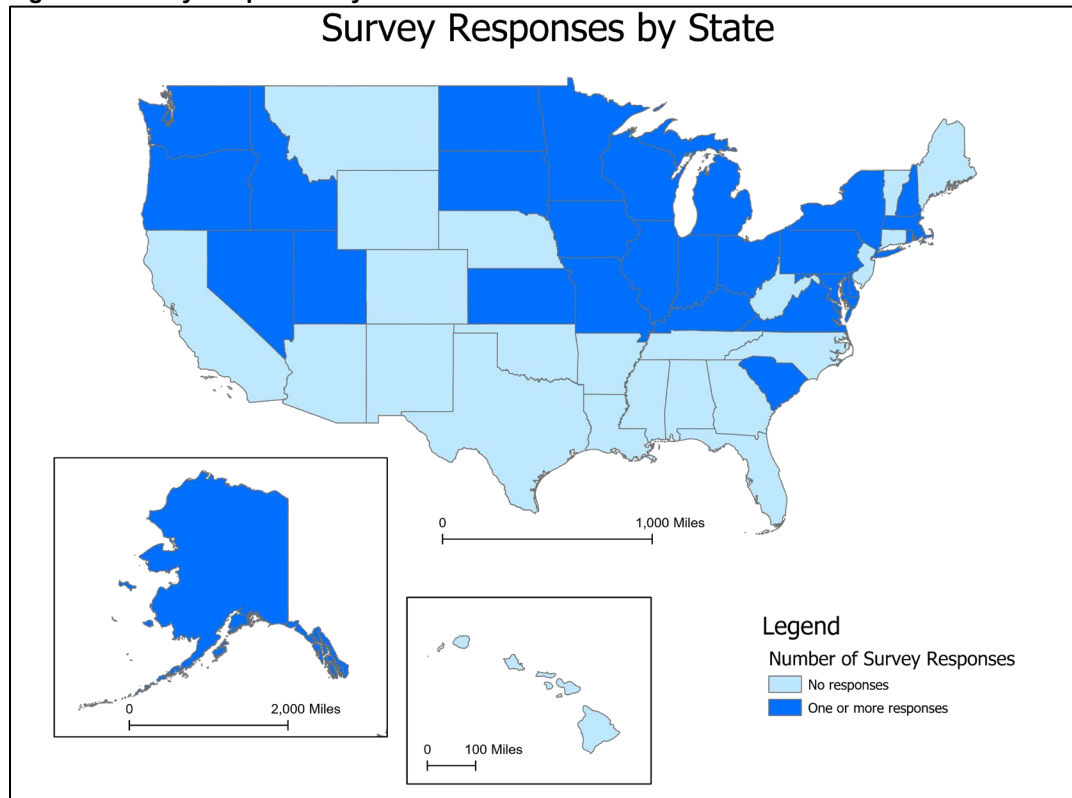 Survey Responses by State
0 1,000 Miles
0 2,000 Miles
0 100 Miles
Legend
Number of Survey Responses
No responses
One or more responses